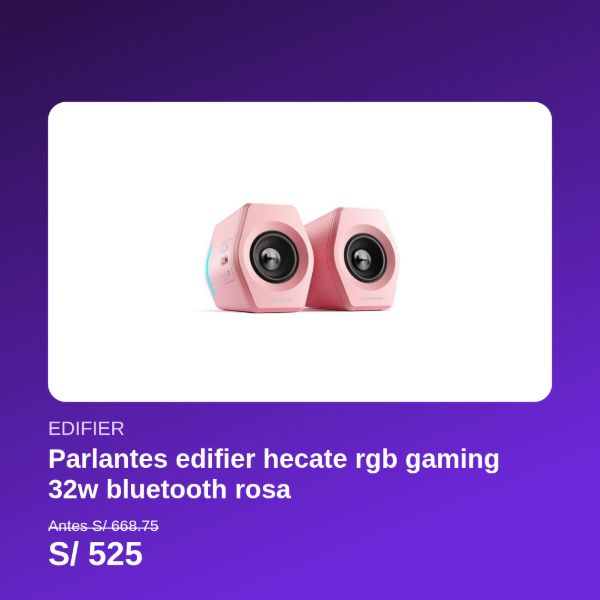 EDIFIER
Parlantes edifier hecate rgb gaming
32w bluetooth rosa
Antes S/ 668.75
S/ 525